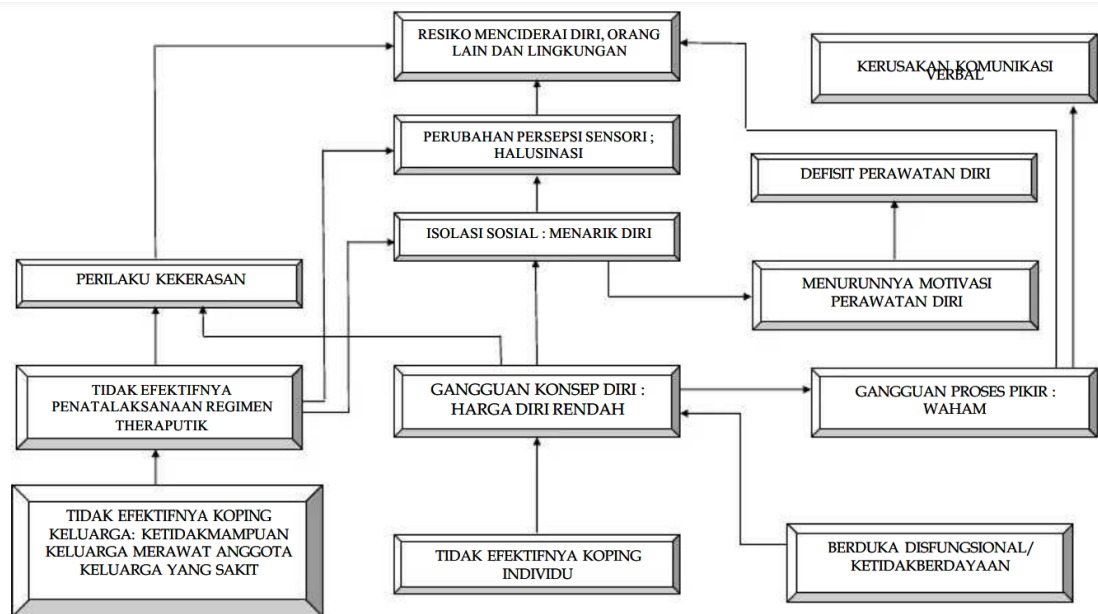 RESIKO MENCIDERAI DIRI, ORANG
LAIN DAN LINGKUNGAN
KERUSAKAN KOMUNIKASI
VERBAL
PERUBAHAN PERSEPSI SENSORI ;
HALUSINASI
DEFISIT PERAWATAN DIRI
ISOLASI SOSIAL : MENARIK DIRI
PERILAKU KEKERASAN
MENURUNNYA MOTIVASI
PERAWATAN DIRI
TIDAK EFEKTIFNYA
PENATALAKSANAAN REGIMEN
THERAPUTIK
GANGGUAN KONSEP DIRI :
HARGA DIRI RENDAH
GANGGUAN PROSES PIKIR :
WAHAM
TIDAK EFEKTIFNYA KOPING
KELUARGA: KETIDAKMAMPUAN
KELUARGA MERAWAT ANGGOTA
KELUARGA YANG SAKIT
TIDAK EFEKTIFNYA KOPING
INDIVIDU
BERDUKA DISFUNGSIONAL/
KETIDAKBERDAYAAN